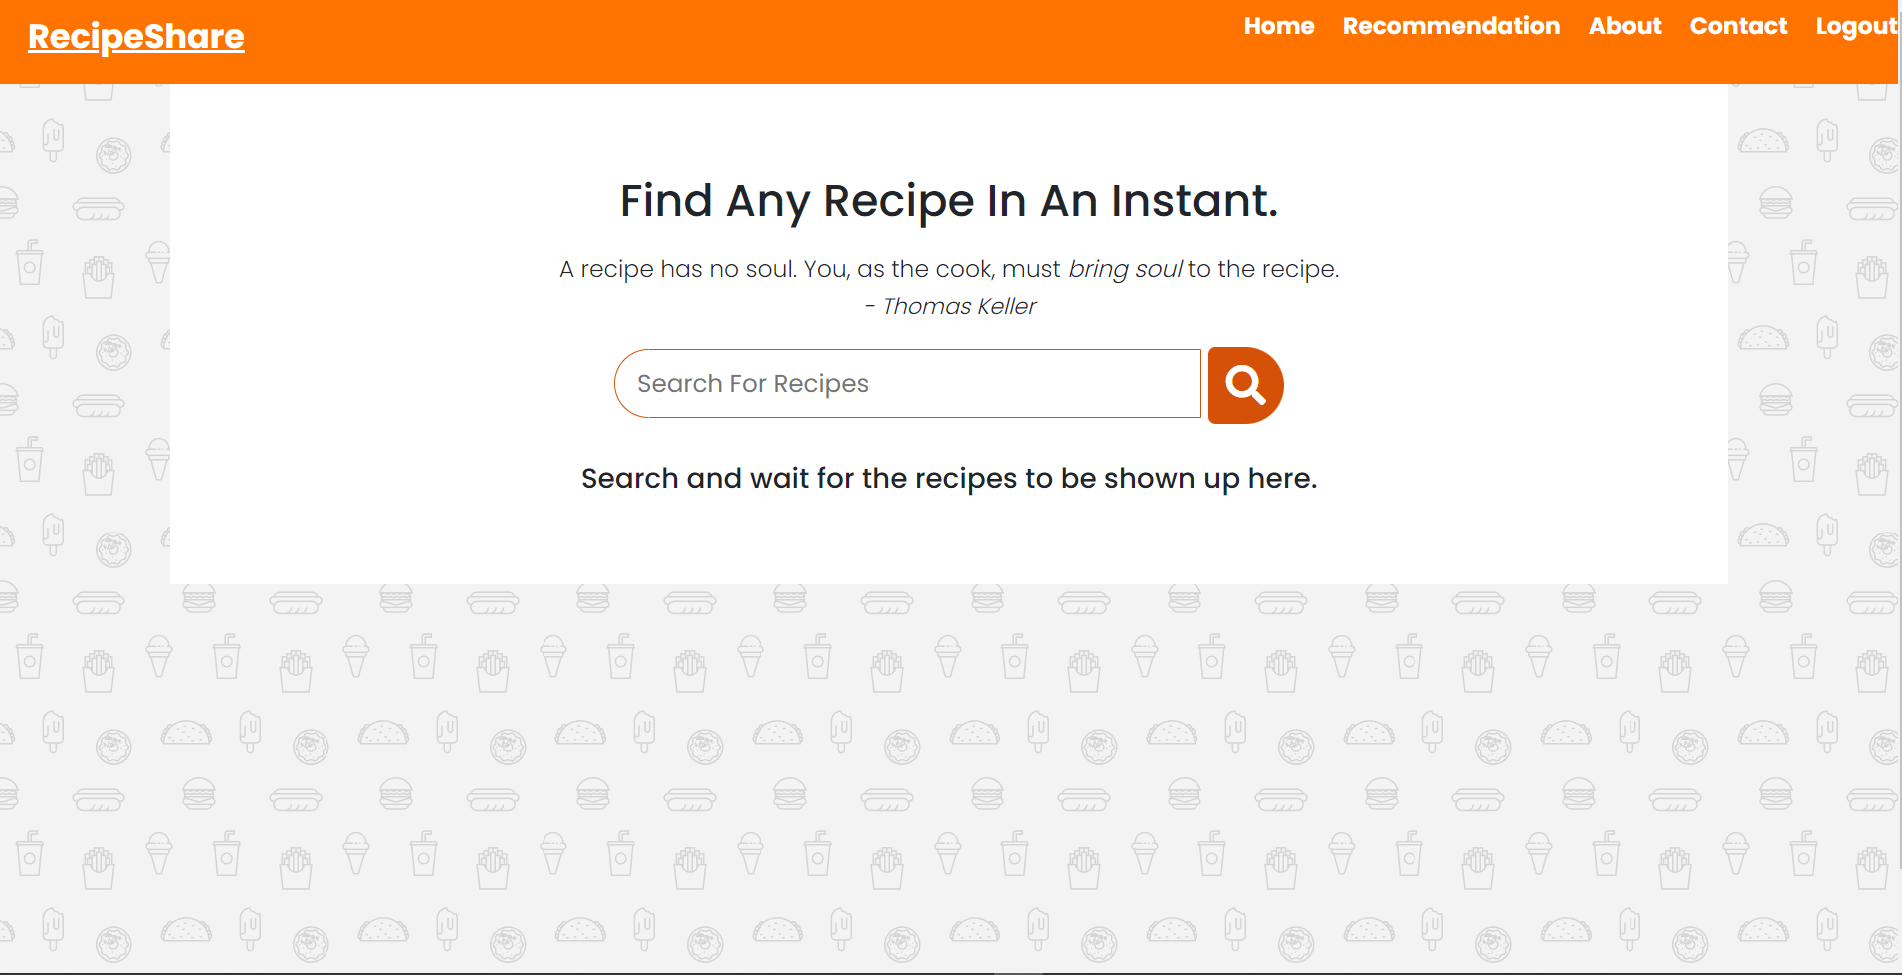 RecipeShare
Home Recommendation About Contact Logout
Find Any Recipe In An Instant.
A recipe has no soul. You, as the cook, must bring soul to the recipe.
- Thomas Keller
Search For Recipes
Search and wait for the recipes to be shown up here.